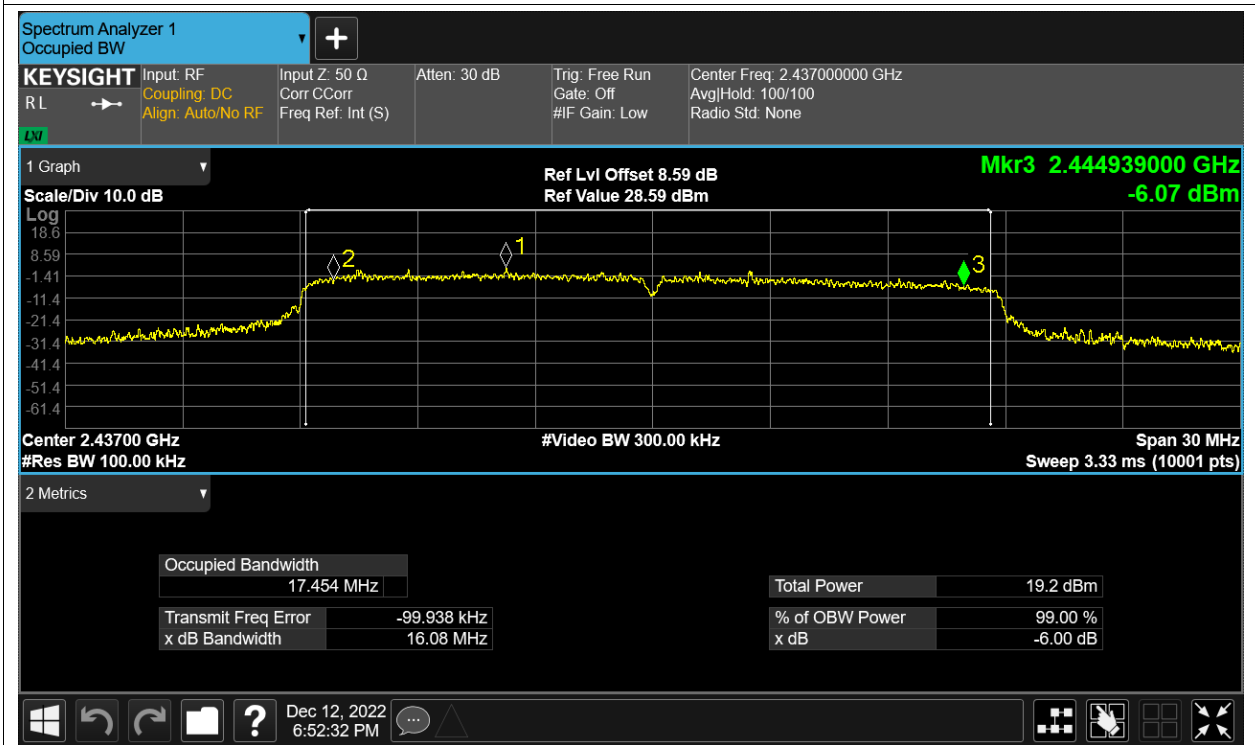 Spectrum Analyzer 1
Occupied BW
KEYSIGHT
R L
LXI
Input: RF
Coupling: DC
Align: Auto/No RF
Input Z: 50 Ω
Corr CCorr
Freq Ref: Int (S)
Atten: 30 dB
Trig: Free Run
Gate: Off
#IF Gain: Low
Center Freq: 2.437000000 GHz
Avg|Hold: 100/100
Radio Std: None
1 Graph
Scale/Div 10.0 dB
Ref Lvl Offset 8.59 dB
Ref Value 28.59 dBm
Mkr3 2.444939000 GHz
-6.07 dBm
Log
18.6
8.59
-1.41
-11.4
-21.4
-31.4
-41.4
-51.4
-61.4
2
1
3
Center 2.43700 GHz
#Video BW 300.00 kHz
Span 30 MHz
#Res BW 100.00 kHz
Sweep 3.33 ms (10001 pts)
2 Metrics
Occupied Bandwidth
17.454 MHz
Transmit Freq Error -99.938 kHz
x dB Bandwidth 16.08 MHz
Total Power 19.2 dBm
% of OBW Power 99.00 %
x dB -6.00 dB
?
Dec 12, 2022
6:52:32 PM